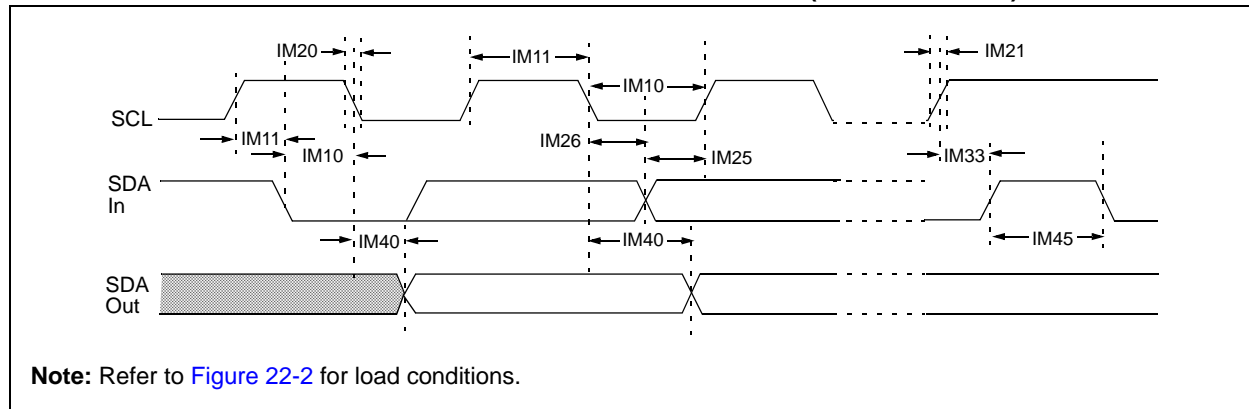 IM20
IM11
IM21
IM10
SCL
IM11
IM10
IM26
IM25
IM33
SDA
In
IM40
IM40
IM45
SDA
Out
Note: Refer to Figure 22-2 for load conditions.